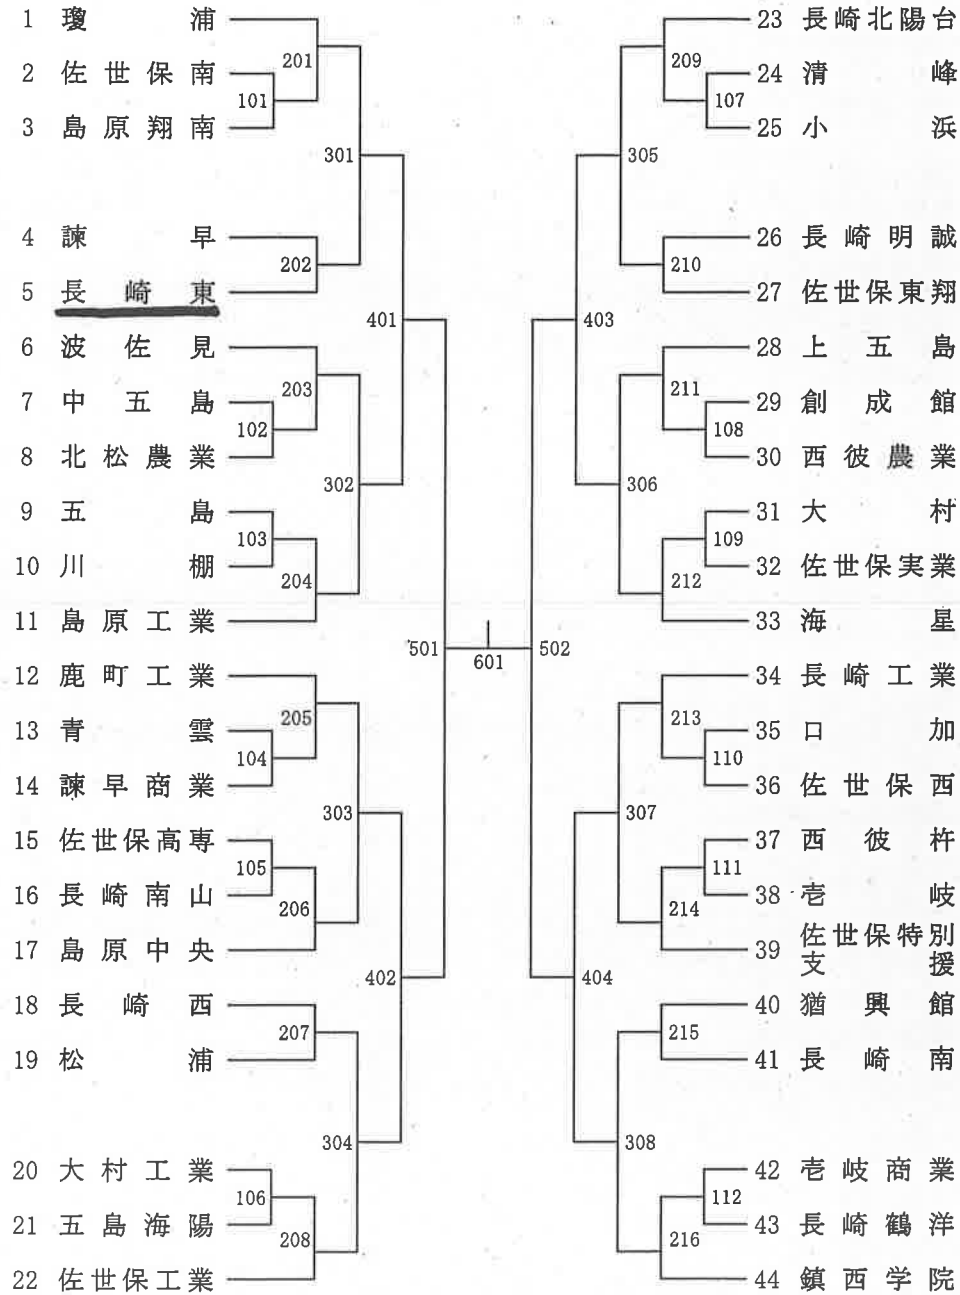 1 瓊浦
201
2 佐世保南
101
3 島原翔南
301
4 諫早
202
5 長崎東
401
6 波佐見
203
7 中五島
102
8 北松農業
302
9 五島
103
10 川棚
204
11 島原工業
501
12 鹿町工業
205
13 青雲
104
14 諫早商業
303
15 佐世保高専
105
16 長崎南山
206
17 島原中央
402
18 長崎西
207
19 松浦
304
20 大村工業
106
21 五島海陽
208
22 佐世保工業
601
23 長崎北陽台
209
24 清峰
107
25 小浜
305
26 長崎明誠
210
27 佐世保東翔
403
28 上五島
211
29 創成館
108
30 西彼農業
306
31 大村
109
32 佐世保実業
212
33 海星
502
34 長崎工業
213
35 口加
110
36 佐世保西
307
37 西彼杵
111
38 壱岐
214
39 佐世保特別
支援
404
40 猶興館
215
41 長崎南
308
42 壱岐商業
112
43 長崎鶴洋
216
44 鎮西学院